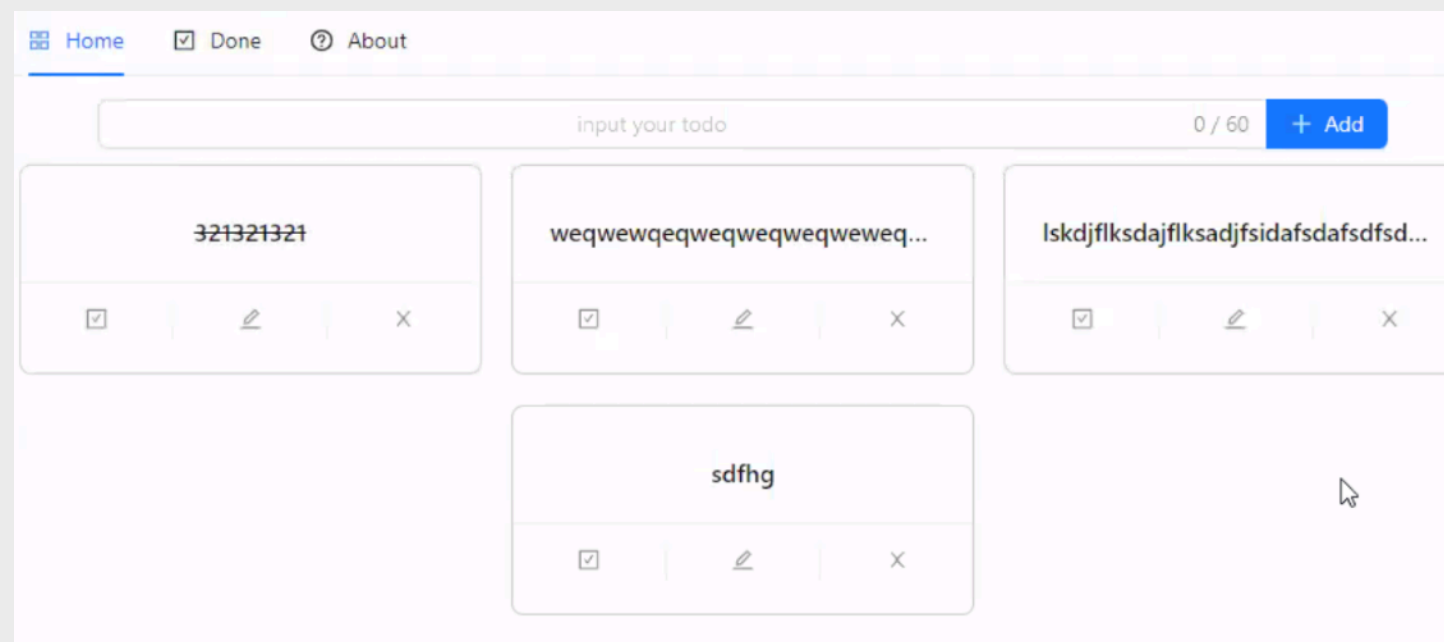 Home Done About
input your todo 0 / 60 + Add
321321321 weqwewqeqweqweqweqweweq... lskdjflksdajflksadjfsidafsdafsdfsd...
sdfhg